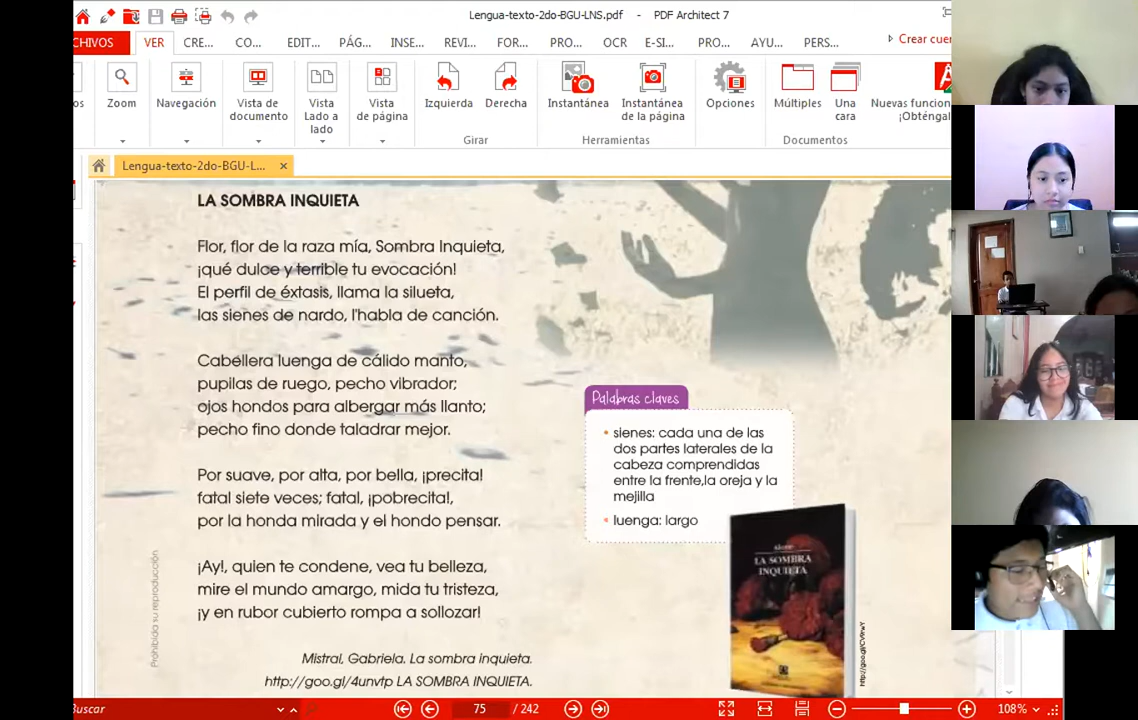 Lengua-texto-2do-BGU-LNS.pdf - PDF Architect 7
CHIVOS VER CRE... CO... EDIT... PÁG... INSE... REVI... FOR... PRO... OCR E-SI... PRO... AYU... PERS... Crear cuen
os Zoom Navegación Vista de documento Vista Lado a lado Vista de página Izquierda Derecha Instantánea Instantánea de la página Opciones Múltiples Una cara Nuevas funcion ¡Obténgal
Girar Herramientas Documentos
Lengua-texto-2do-BGU-L...
LA SOMBRA INQUIETA
Flor, flor de la raza mía, Sombra Inquieta,
¡qué dulce y terrible tu evocación!
El perfil de éxtasis, llama la silueta,
las sienes de nardo, l'habla de canción.
Cabellera luenga de cálido manto,
pupilas de ruego, pecho vibrador;
ojos hondos para albergar más llanto;
pecho fino donde taladrar mejor.
Por suave, por alta, por bella, ¡precita!
fatal siete veces; fatal, ¡pobrecita!,
por la honda mirada y el hondo pensar.
¡Ay!, quien te condene, vea tu belleza,
mire el mundo amargo, mida tu tristeza,
¡y en rubor cubierto rompa a sollozar!
Mistral, Gabriela. La sombra inquieta.
http://goo.gl/4unvtp LA SOMBRA INQUIETA.
Prohibida su reproducción
Palabras claves
• sienes: cada una de las
dos partes laterales de la
cabeza comprendidas
entre la frente,la oreja y la
mejilla
• luenga: largo
LA SOMBRA
INQUIETA
Buscar 75 / 242 108%